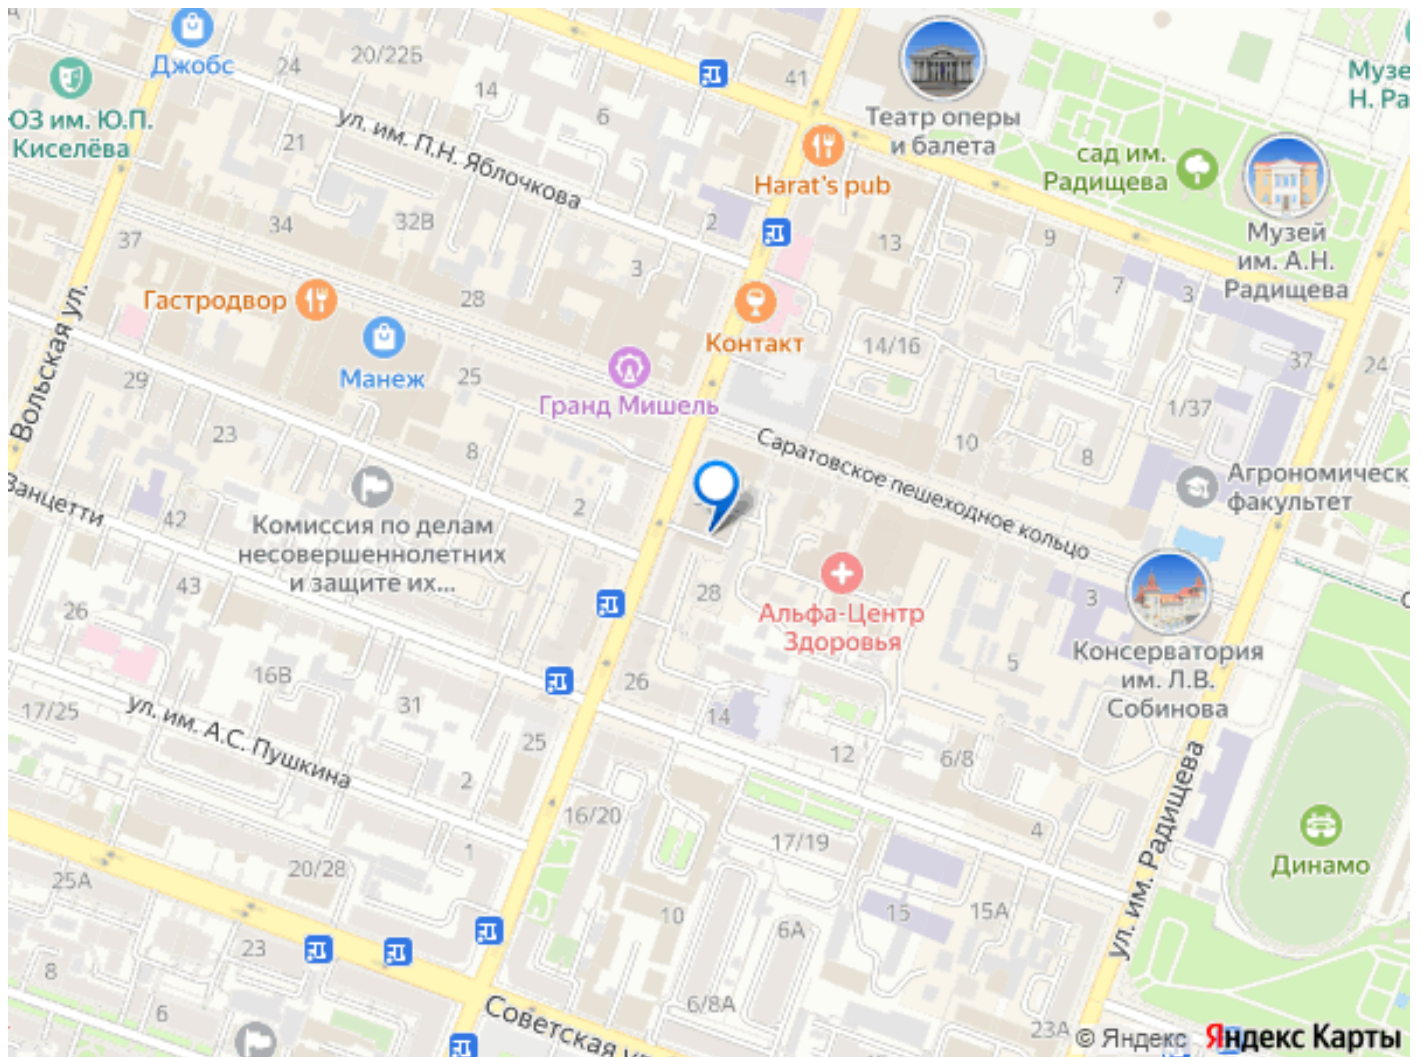 Джобс
24
20/22Б
14
6
41
Театр оперы
и балета
Музе
Н. Ра
ЮЗ им. Ю.П.
Киселёва
21
ул. им. П.Н. Яблочкова
Harat's pub
сад им.
Радищева
34
32В
2
13
9
Музей
им. А.Н.
Радищева
37
3
7
3
Гастродвор
28
Контакт
14/16
37
24
Вольская ул.
Манеж
25
Гранд Мишель
29
1/37
23
8
Саратовское пешеходное кольцо
10
8
Агрономическ
факультет
Занцетти
42
Комиссия по делам
несовершеннолетних
и защите их...
2
43
26
28
Альфа-Центр
Здоровья
3
5
Консерватория
им. Л.В.
Собинова
16В
26
17/25
ул. им. А.С. Пушкина
31
14
25
12
6/8
2
ул. им. Радищева
16/20
17/19
4
Динамо
1
20/28
25А
10
15
15А
6А
23
8
6
6/8А
Советская ул
23А
© Яндекс Яндекс Карты